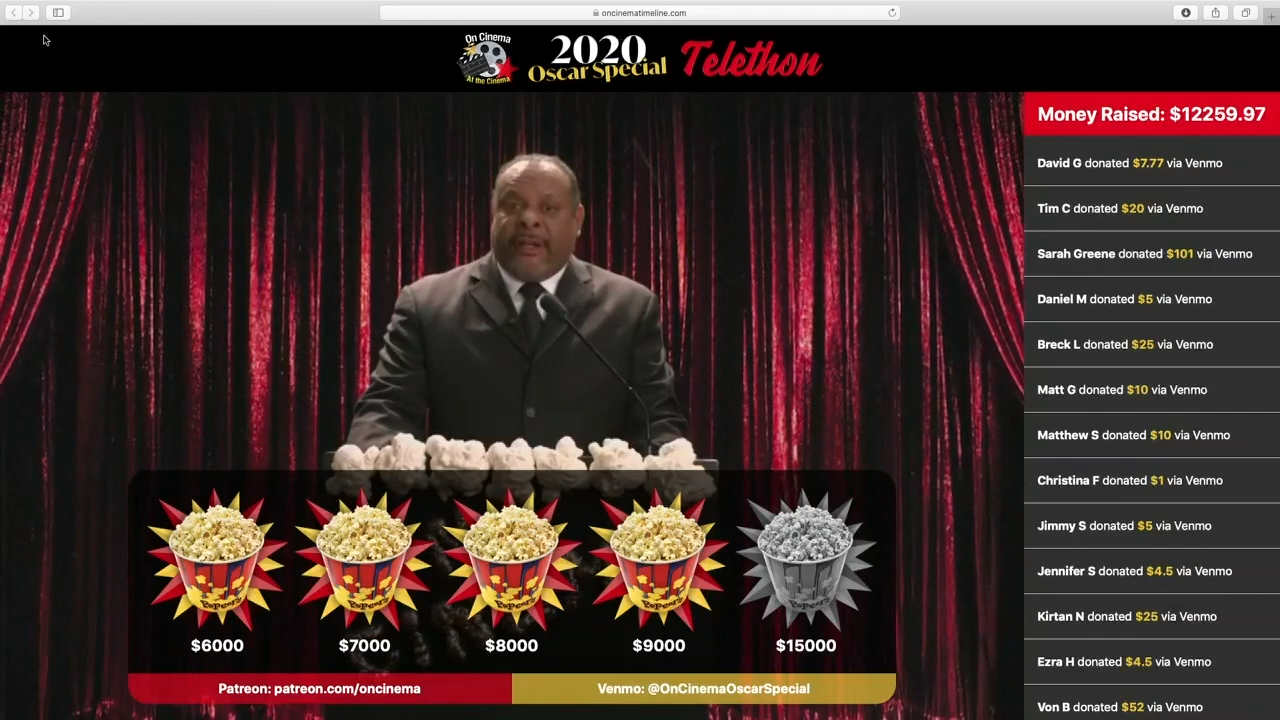 oncinematimeline.com
On Cinema
At the Cinema
2020
Oscar Special
Telethon
Money Raised: $12259.97
David G donated $7.77 via Venmo
Tim C donated $20 via Venmo
Sarah Greene donated $101 via Venmo
Daniel M donated $5 via Venmo
Breck L donated $25 via Venmo
Matt G donated $10 via Venmo
Matthew S donated $10 via Venmo
Christina F donated $1 via Venmo
Jimmy S donated $5 via Venmo
Jennifer S donated $4.5 via Venmo
Kirtan N donated $25 via Venmo
Ezra H donated $4.5 via Venmo
Von B donated $52 via Venmo
Popcorn
Popcorn
Popcorn
Popcorn
Popcorn
$6000
$7000
$8000
$9000
$15000
Patreon: patreon.com/oncinema
Venmo: @OnCinemaOscarSpecial